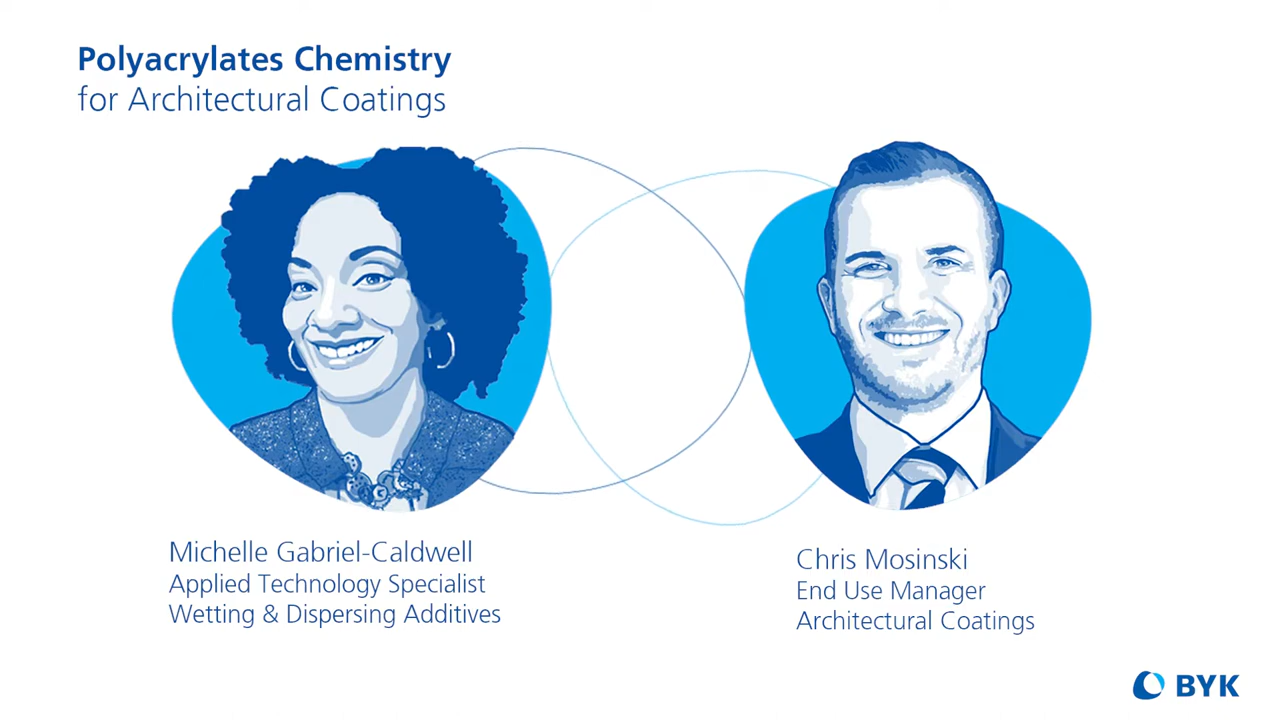 Polyacrylates Chemistry
for Architectural Coatings
Michelle Gabriel-Caldwell
Applied Technology Specialist
Wetting & Dispersing Additives
Chris Mosinski
End Use Manager
Architectural Coatings
BYK